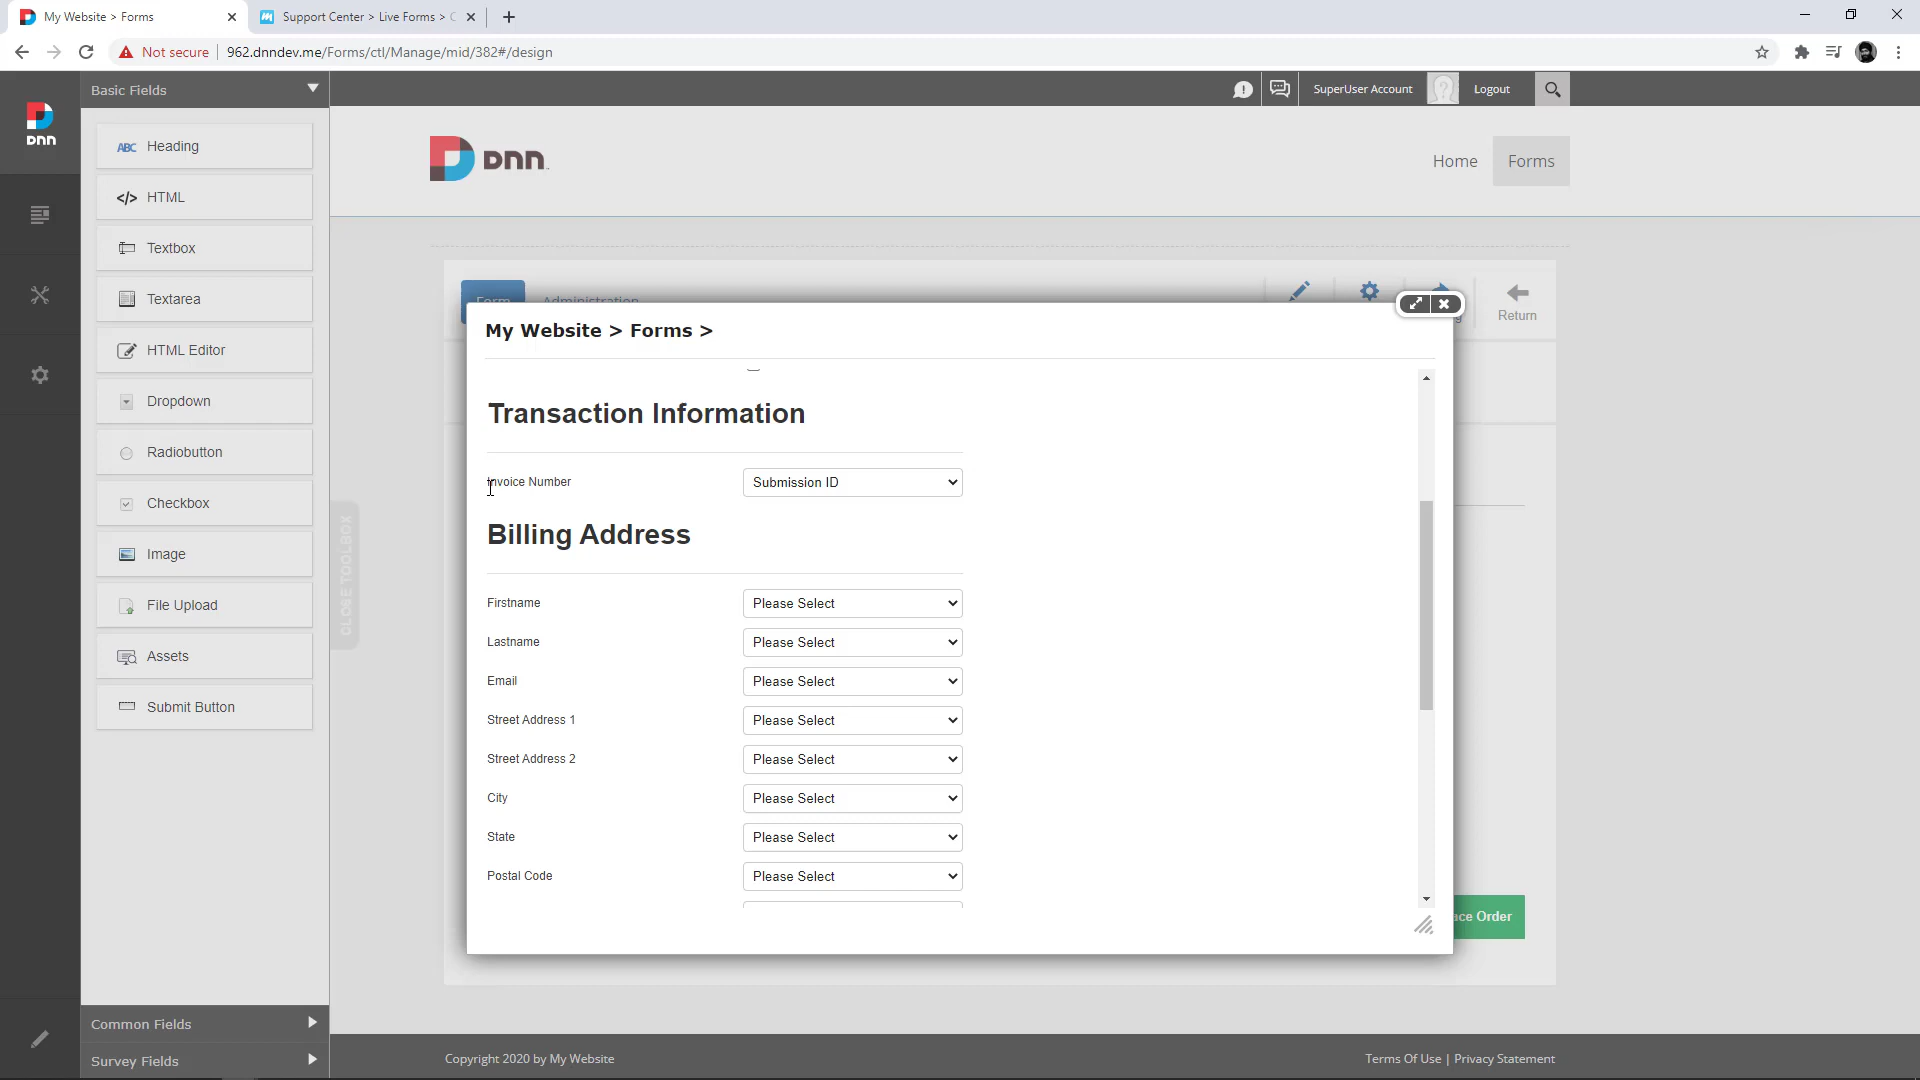 My Website > Forms
Support Center > Live Forms >
Not secure
962.dnndev.me/Forms/ctl/Manage/mid/382#/design
Basic Fields
SuperUser Account
Logout
DNN
Heading
HTML
Textbox
Textarea
HTML Editor
Dropdown
Radiobutton
Checkbox
Image
File Upload
Assets
Submit Button
CLOSE TOOLBOX
Common Fields
Survey Fields
DNN
Home
Forms
Form
Administration
Return
My Website > Forms >
Transaction Information
Invoice Number
Submission ID
Billing Address
Firstname
Please Select
Lastname
Please Select
Email
Please Select
Street Address 1
Please Select
Street Address 2
Please Select
City
Please Select
State
Please Select
Postal Code
Please Select
ace Order
Copyright 2020 by My Website
Terms Of Use | Privacy Statement